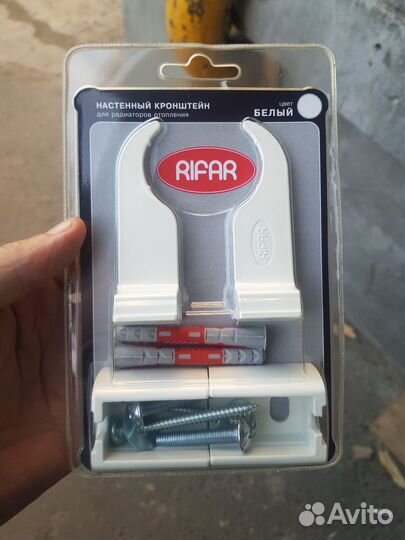 НАСТЕННЫЙ КРОНШТЕЙН
для радиаторов отопления
цвет
БЕЛЫЙ
RIFAR
RIFAR
Avito